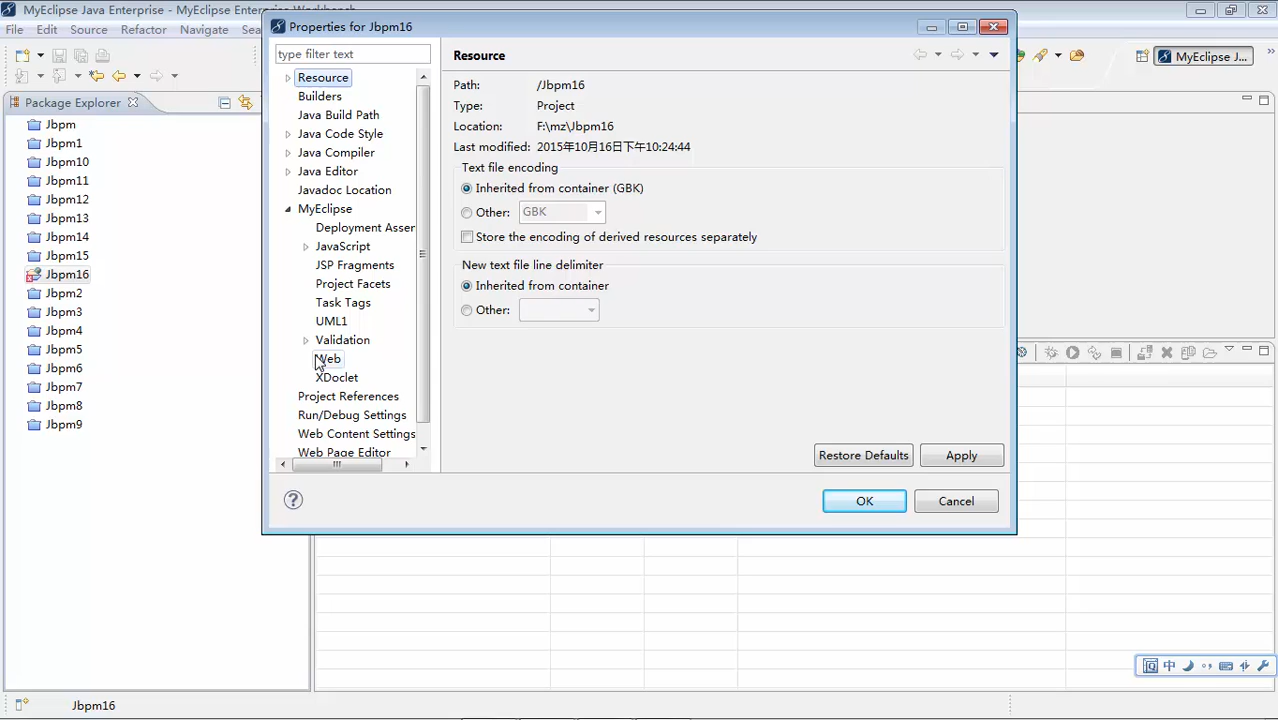 MyEclipse Java Enterprise - MyEclipse Enterprise Workbench
File Edit Source Refactor Navigate
MyEclipse J...
Package Explorer
Jbpm
Jbpm1
Jbpm10
Jbpm11
Jbpm12
Jbpm13
Jbpm14
Jbpm15
Jbpm16
Jbpm2
Jbpm3
Jbpm4
Jbpm5
Jbpm6
Jbpm7
Jbpm8
Jbpm9
Properties for Jbpm16
type filter text
Resource
Builders
Java Build Path
Java Code Style
Java Compiler
Java Editor
Javadoc Location
MyEclipse
Deployment Assem
JavaScript
JSP Fragments
Project Facets
Task Tags
UML1
Validation
Web
XDoclet
Project References
Run/Debug Settings
Web Content Settings
Web Page Editor
Resource
Path: /Jbpm16
Type: Project
Location: F:\mz\Jbpm16
Last modified: 2015年10月16日下午10:24:44
Text file encoding
Inherited from container (GBK)
Other: GBK
Store the encoding of derived resources separately
New text file line delimiter
Inherited from container
Other:
Restore Defaults Apply
OK Cancel
中
Jbpm16